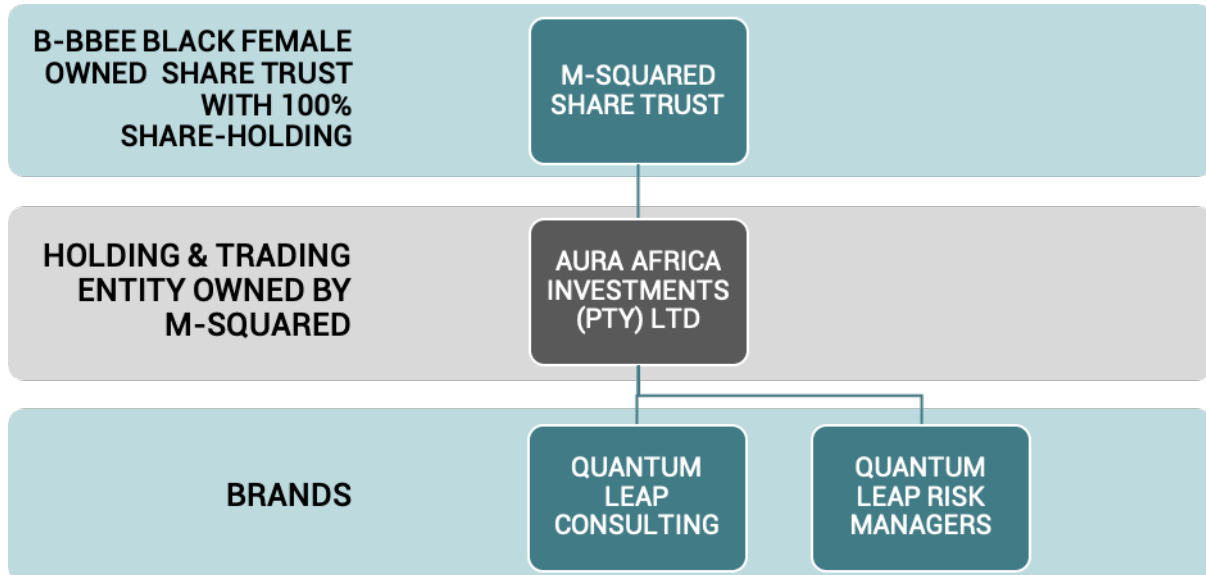 B-BBEE BLACK FEMALE
OWNED SHARE TRUST
WITH 100%
SHARE-HOLDING
M-SQUARED
SHARE TRUST
HOLDING & TRADING
ENTITY OWNED BY
M-SQUARED
AURA AFRICA
INVESTMENTS
(PTY) LTD
BRANDS
QUANTUM
LEAP
CONSULTING
QUANTUM
LEAP RISK
MANAGERS